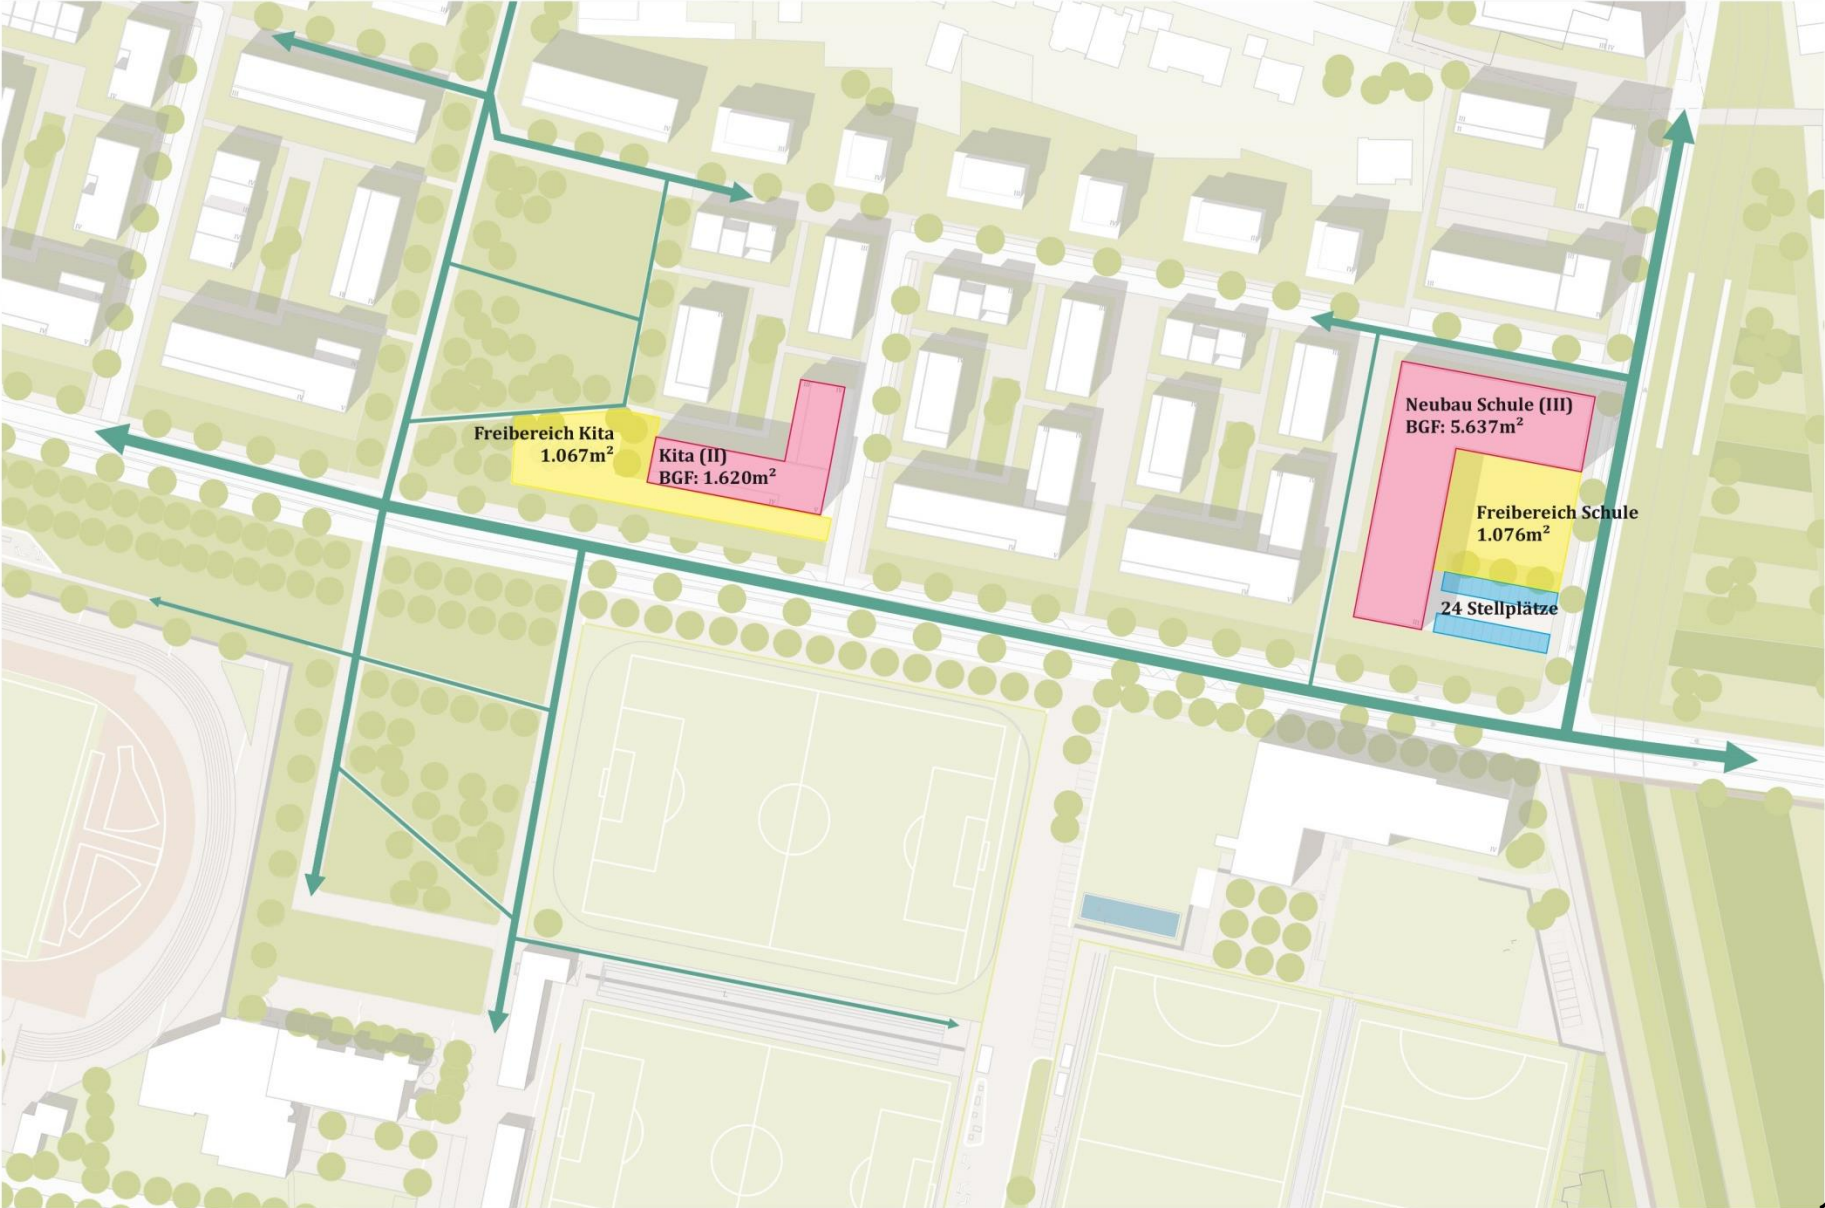 Freibereich Kita
1.067m²
Kita (II)
BGF: 1.620m²
Neubau Schule (III)
BGF: 5.637m²
Freibereich Schule
1.076m²
24 Stellplätze